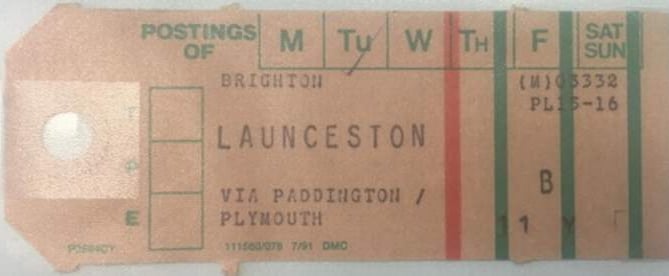 POSTINGS OF M Tu W TH F SAT SUN
BRIGHTON (M)03332
PL15-16
LAUNCESTON
B
VIA PADDINGTON /
PLYMOUTH
E
111560/078 7/91 DMC